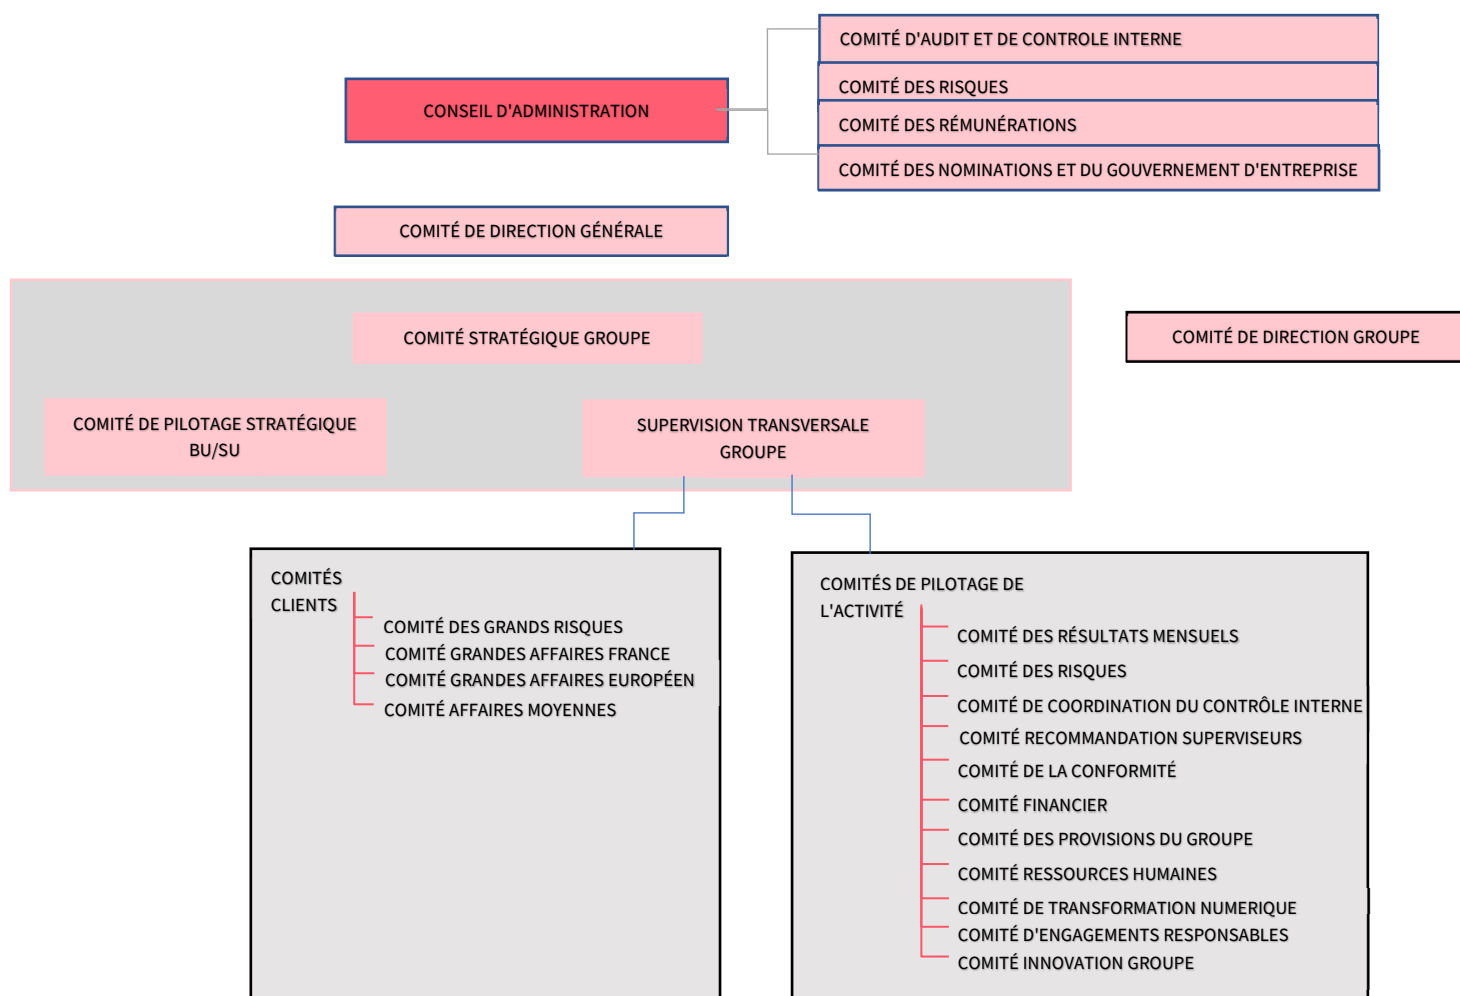 COMITÉ D'AUDIT ET DE CONTROLE INTERNE
COMITÉ DES RISQUES
CONSEIL D'ADMINISTRATION
COMITÉ DES RÉMUNÉRATIONS
COMITÉ DES NOMINATIONS ET DU GOUVERNEMENT D'ENTREPRISE
COMITÉ DE DIRECTION GÉNÉRALE
COMITÉ STRATÉGIQUE GROUPE
COMITÉ DE DIRECTION GROUPE
COMITÉ DE PILOTAGE STRATÉGIQUE
BU/SU
SUPERVISION TRANSVERSALE
GROUPE
COMITÉS
CLIENTS
COMITÉ DES GRANDS RISQUES
COMITÉ GRANDES AFFAIRES FRANCE
COMITÉ GRANDES AFFAIRES EUROPÉEN
COMITÉ AFFAIRES MOYENNES
COMITÉS DE PILOTAGE DE
L'ACTIVITÉ
COMITÉ DES RÉSULTATS MENSUELS
COMITÉ DES RISQUES
COMITÉ DE COORDINATION DU CONTRÔLE INTERNE
COMITÉ RECOMMANDATION SUPERVISEURS
COMITÉ DE LA CONFORMITÉ
COMITÉ FINANCIER
COMITÉ DES PROVISIONS DU GROUPE
COMITÉ RESSOURCES HUMAINES
COMITÉ DE TRANSFORMATION NUMERIQUE
COMITÉ D'ENGAGEMENTS RESPONSABLES
COMITÉ INNOVATION GROUPE